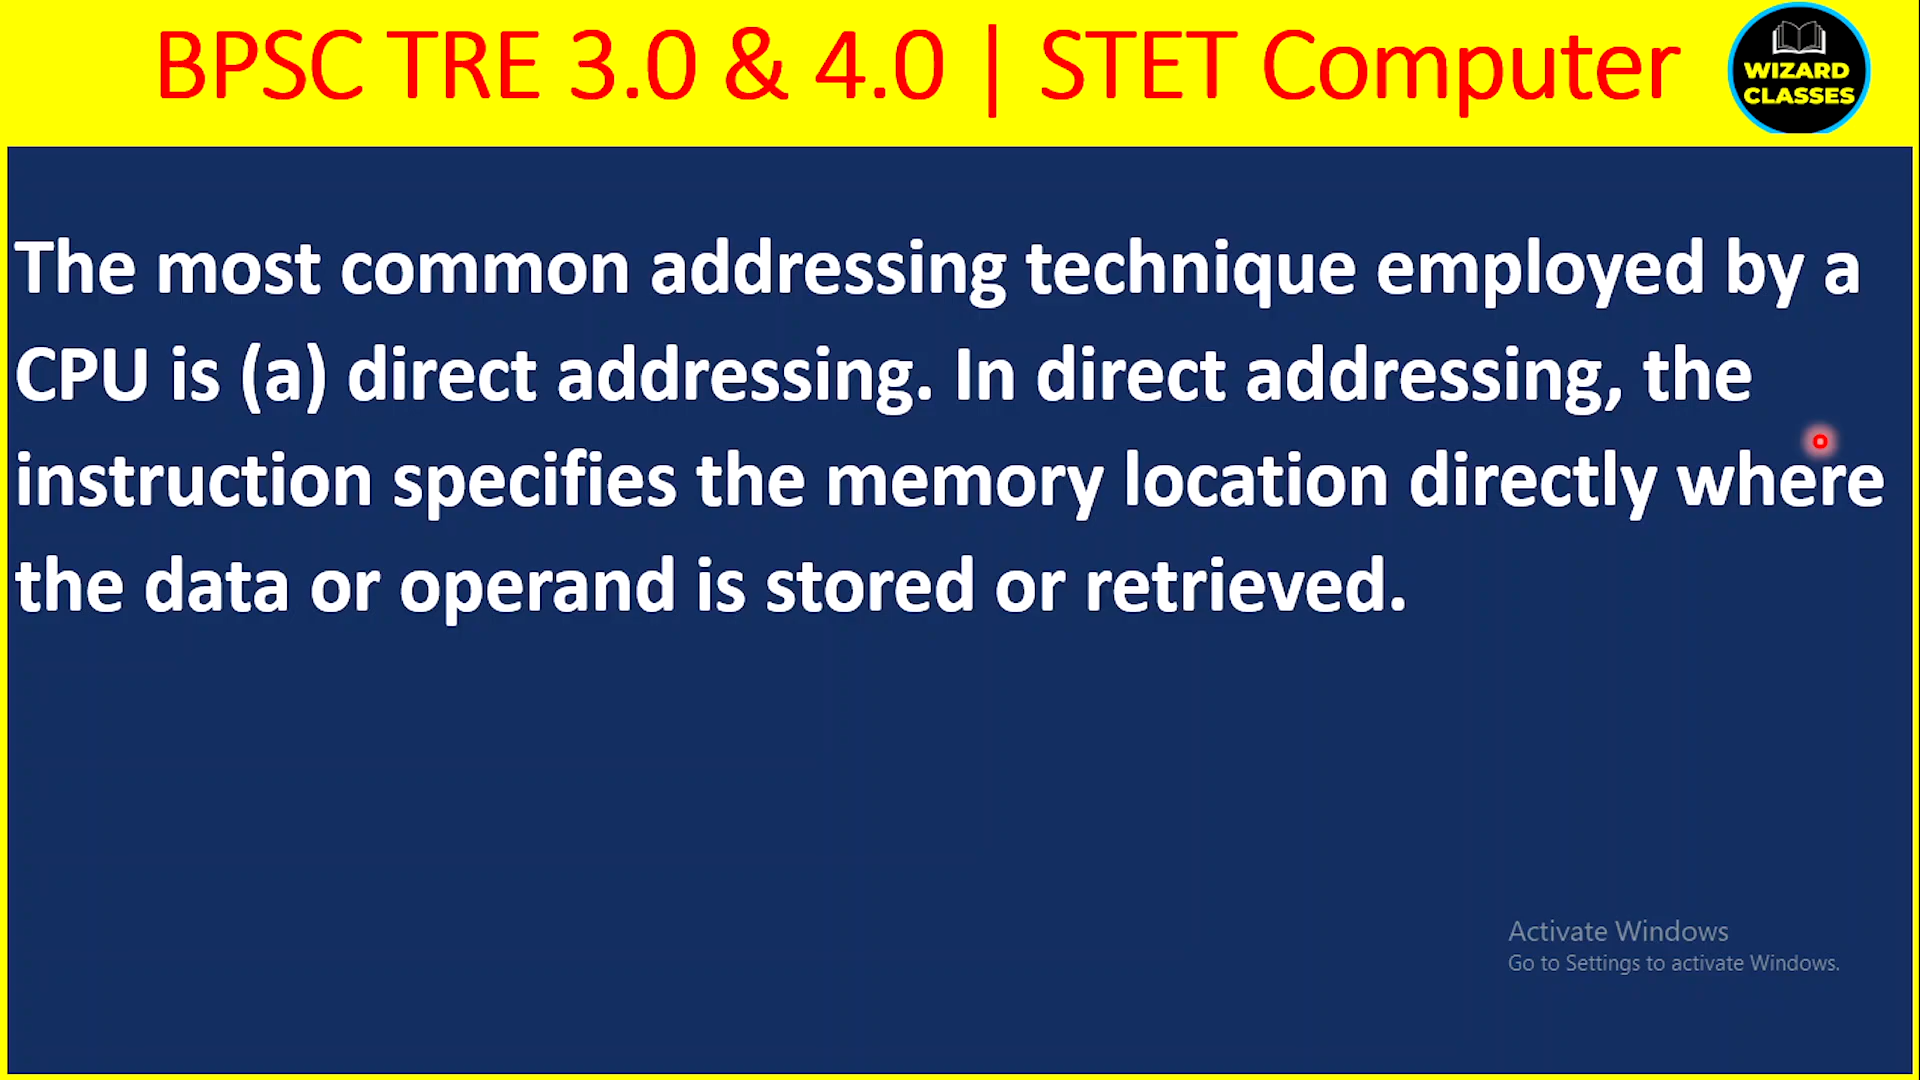 BPSC TRE 3.0 & 4.0 | STET Computer
WIZARD
CLASSES
The most common addressing technique employed by a
CPU is (a) direct addressing. In direct addressing, the
instruction specifies the memory location directly where
the data or operand is stored or retrieved.
Activate Windows
Go to Settings to activate Windows.